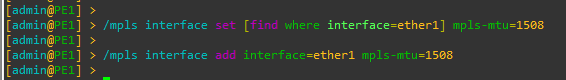 [admin@PE1] >
[admin@PE1] > /mpls interface set [find where interface=ether1] mpls-mtu=1508
[admin@PE1] >
[admin@PE1] > /mpls interface add interface=ether1 mpls-mtu=1508
[admin@PE1] >